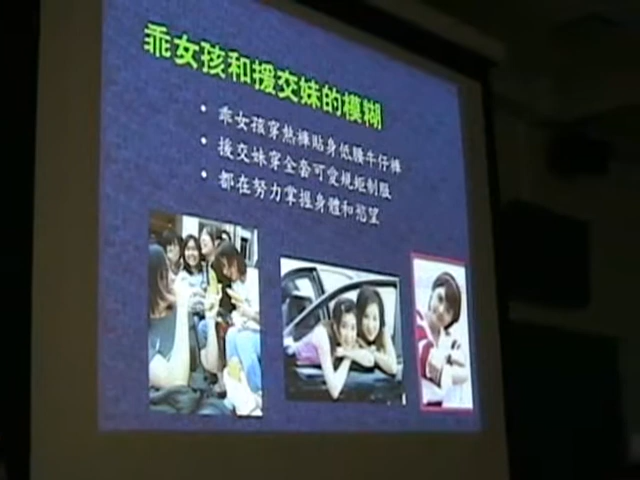 乖女孩和援交妹的模糊
• 乖女孩穿熱褲貼身低腰牛仔褲
• 援交妹穿全套可愛規矩制服
• 都在努力掌握身體和慾望